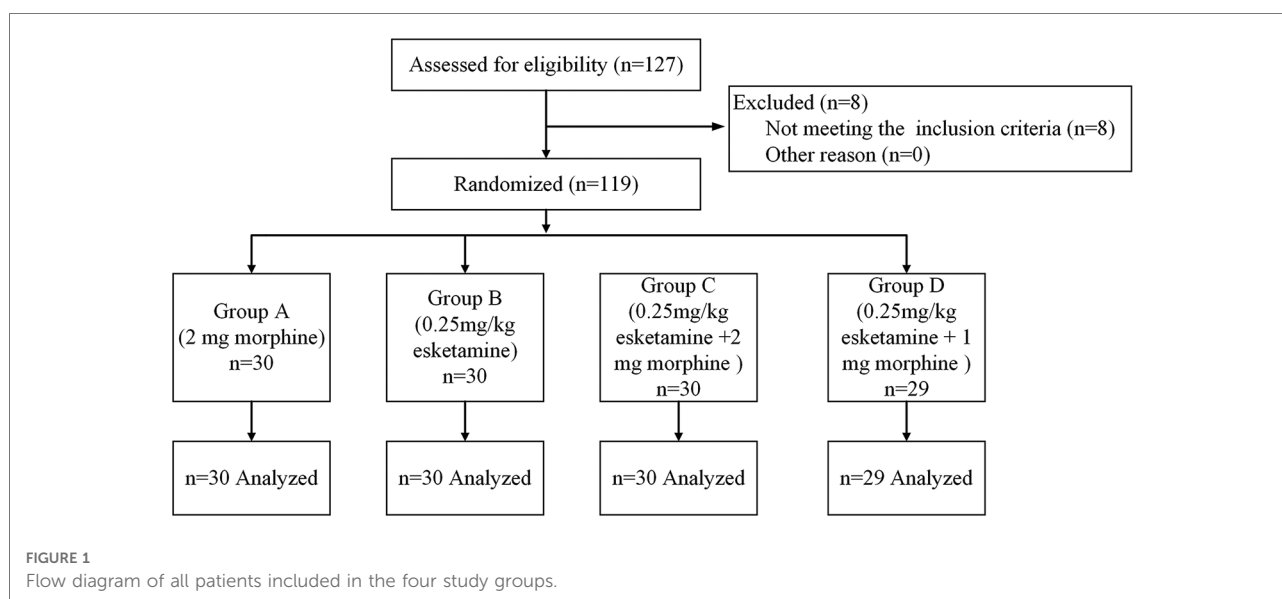 Assessed for eligibility (n=127)
Excluded (n=8)
Not meeting the  inclusion criteria (n=8)
Other reason (n=0)
Randomized (n=119)
Group A
(2 mg morphine)
n=30
Group B
(0.25mg/kg
esketamine)
n=30
Group C
(0.25mg/kg
esketamine +2
mg morphine )
n=30
Group D
(0.25mg/kg
esketamine + 1
mg morphine )
n=29
n=30 Analyzed
n=30 Analyzed
n=30 Analyzed
n=29 Analyzed
FIGURE 1
Flow diagram of all patients included in the four study groups.